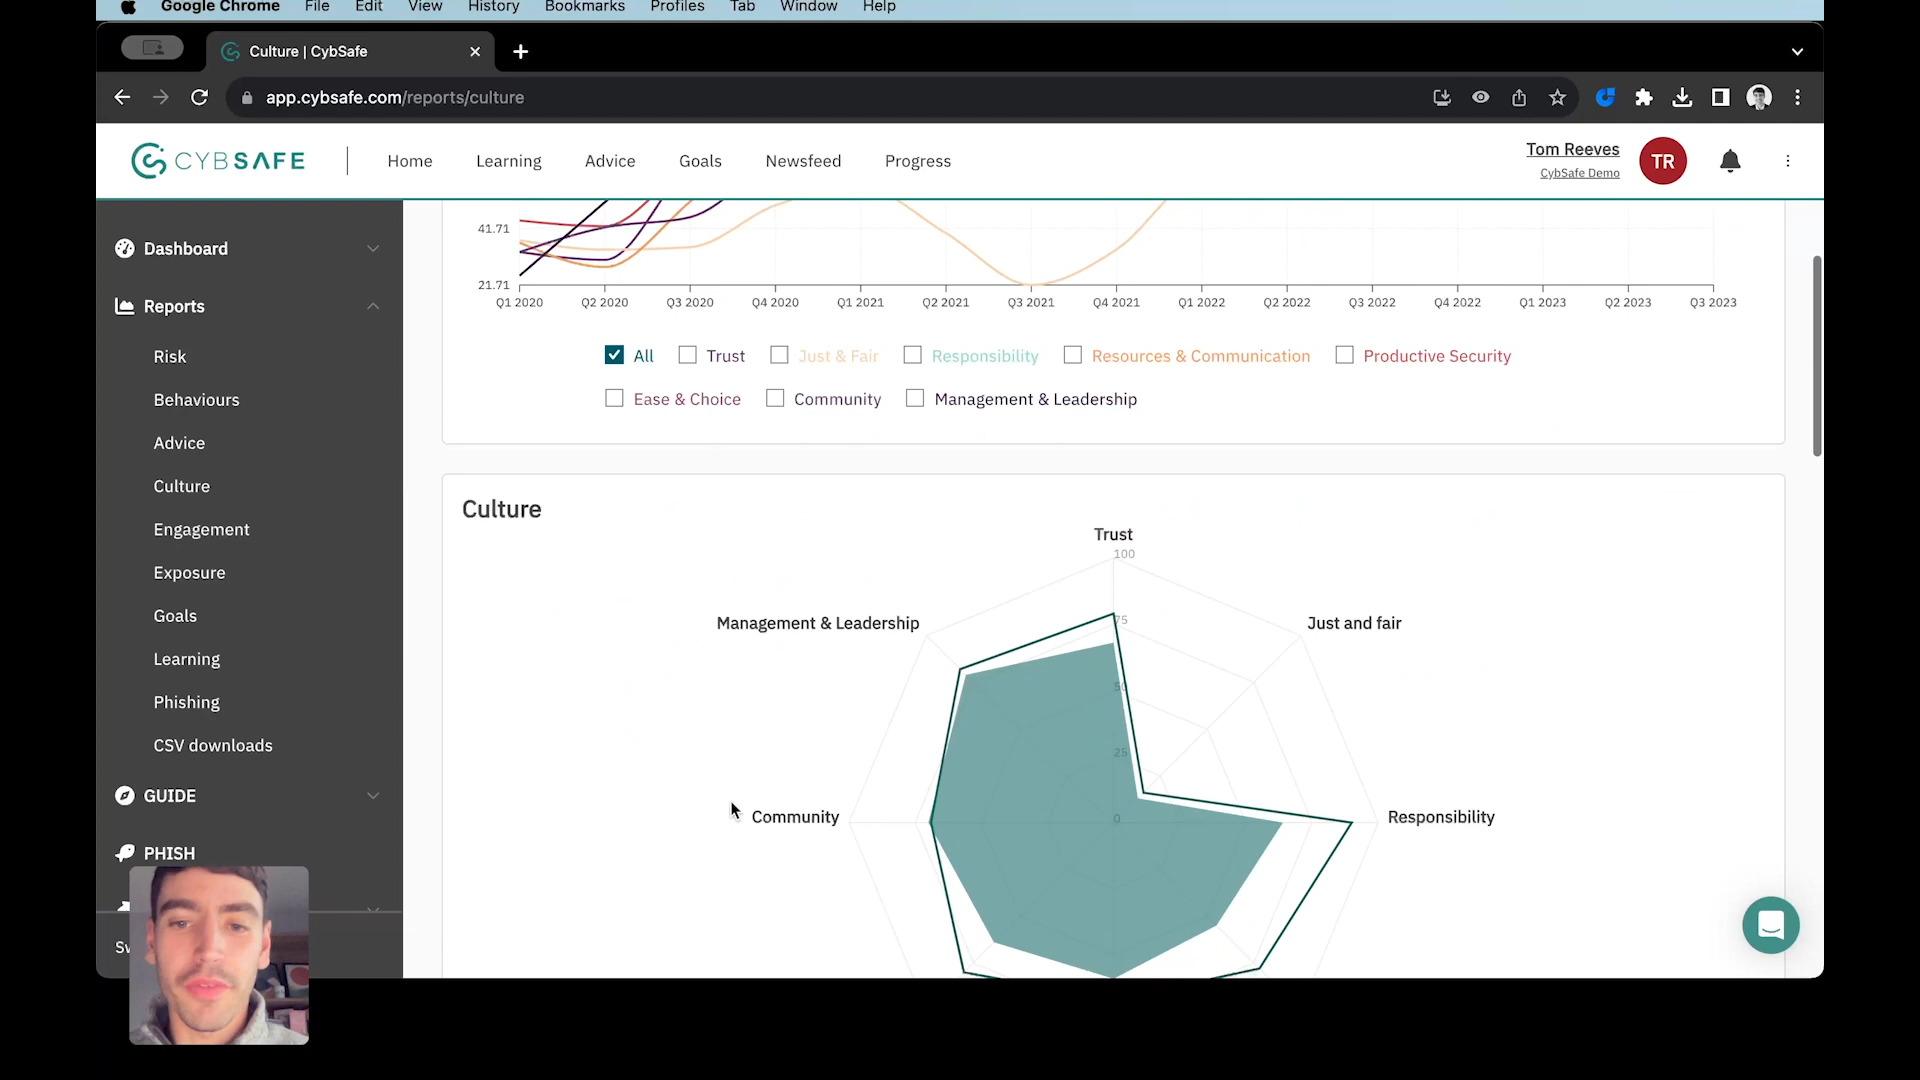 Google Chrome File Edit View History Bookmarks Profiles Tab Window Help
Culture | CybSafe
app.cybsafe.com/reports/culture
CYBSAFE Home Learning Advice Goals Newsfeed Progress
Tom Reeves
CybSafe Demo
TR
Dashboard
Reports
Risk
Behaviours
Advice
Culture
Engagement
Exposure
Goals
Learning
Phishing
CSV downloads
GUIDE
PHISH
41.71
21.71
Q1 2020 Q2 2020 Q3 2020 Q4 2020 Q1 2021 Q2 2021 Q3 2021 Q4 2021 Q1 2022 Q2 2022 Q3 2022 Q4 2022 Q1 2023 Q2 2023 Q3 2023
All Trust Just & Fair Responsibility Resources & Communication Productive Security
Ease & Choice Community Management & Leadership
Culture
Trust
100
Management & Leadership 75 Just and fair
50
25
Community 0 Responsibility